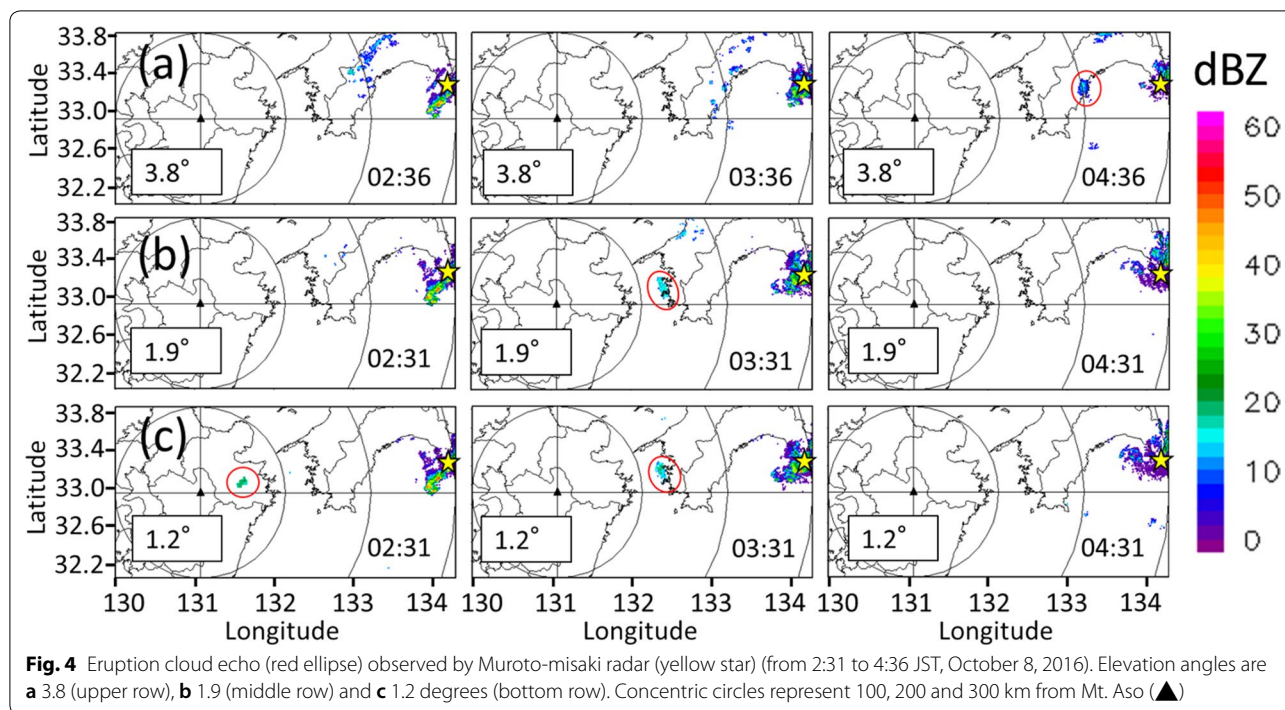 (a)
33.8
33.4
33.0
32.6
32.2
Latitude
3.8°
02:36
3.8°
03:36
3.8°
04:36
dBZ
60
50
40
30
20
10
0
(b)
33.8
33.4
33.0
32.6
32.2
Latitude
1.9°
02:31
1.9°
03:31
1.9°
04:31
(c)
33.8
33.4
33.0
32.6
32.2
Latitude
1.2°
02:31
1.2°
03:31
1.2°
04:31
130 131 132 133 134
130 131 132 133 134
130 131 132 133 134
Longitude
Longitude
Longitude
Fig. 4 Eruption cloud echo (red ellipse) observed by Muroto-misaki radar (yellow star) (from 2:31 to 4:36 JST, October 8, 2016). Elevation angles are
a 3.8 (upper row), b 1.9 (middle row) and c 1.2 degrees (bottom row). Concentric circles represent 100, 200 and 300 km from Mt. Aso (▲)